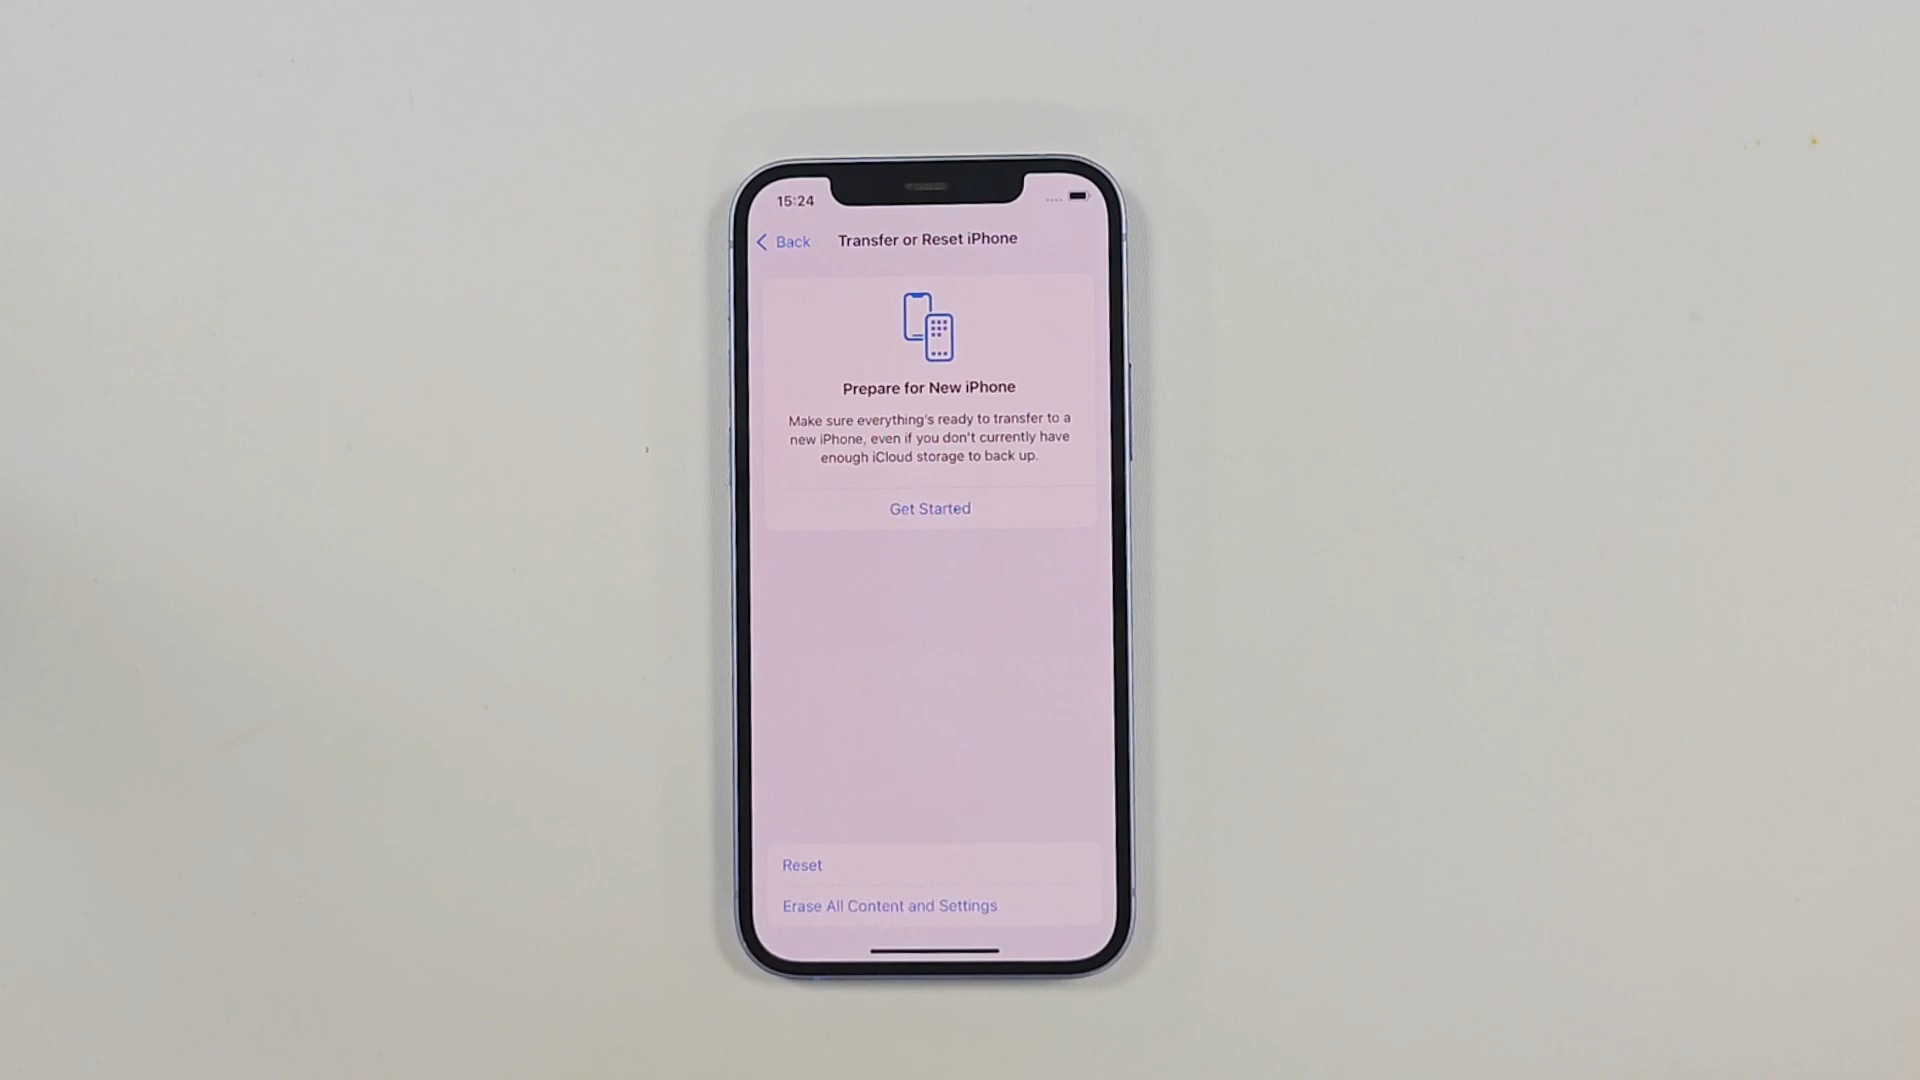 15:24
Back
Transfer or Reset iPhone
Prepare for New iPhone
Make sure everything's ready to transfer to a
new iPhone, even if you don't currently have
enough iCloud storage to back up.
Get Started
Reset
Erase All Content and Settings